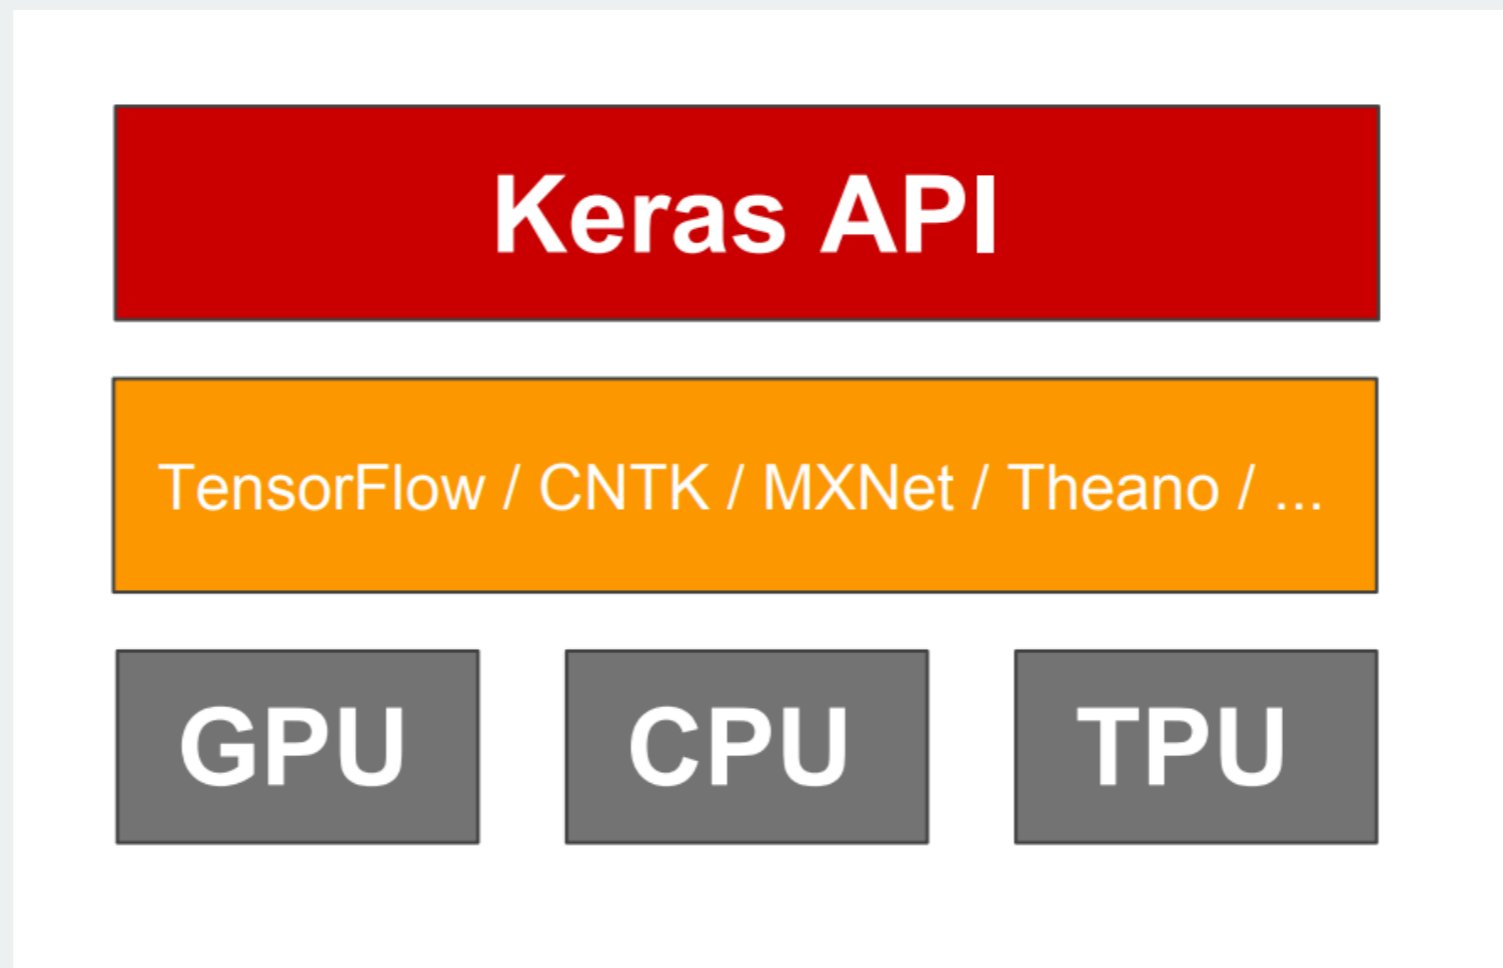 Keras API
TensorFlow / CNTK / MXNet / Theano / ...
GPU CPU TPU